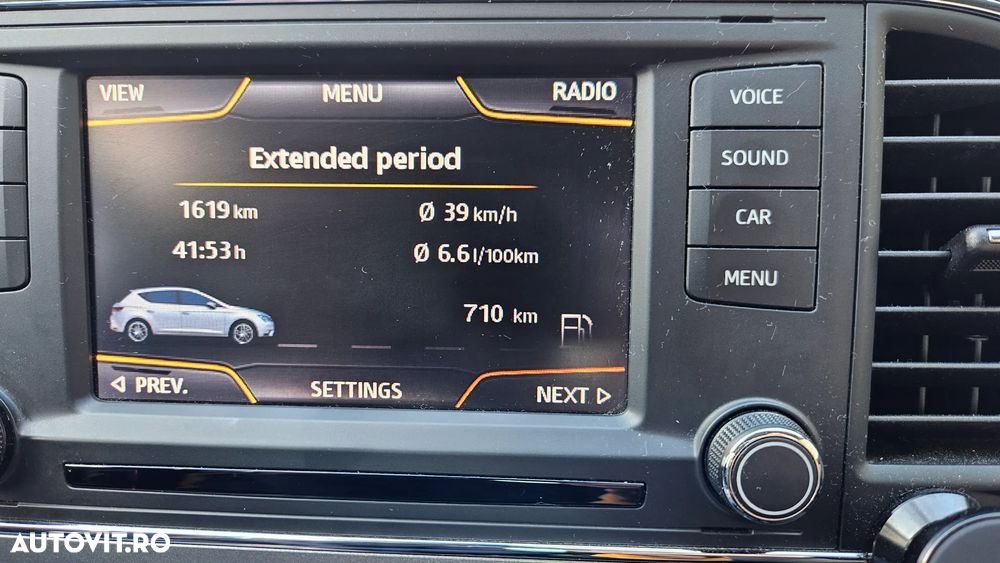 VIEW MENU RADIO
VOICE
Extended period
SOUND
1619 km Ø 39 km/h
CAR
41:53 h Ø 6.6 l/100km
MENU
710 km
◁ PREV. SETTINGS NEXT ▷
AUTOVIT.RO